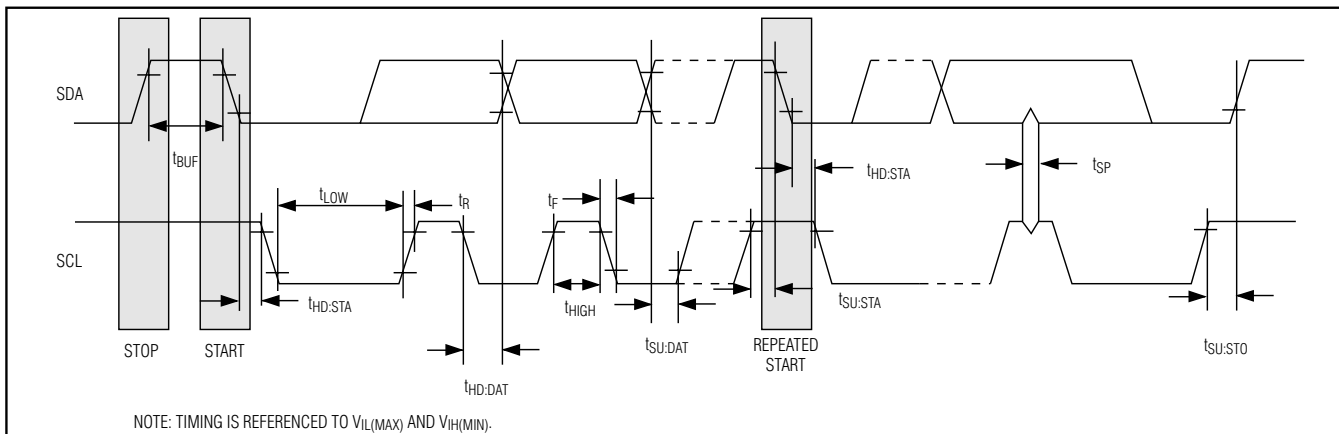 SDA
tBUF
tLOW
tR
tF
tHD:STA
tSP
SCL
tHD:STA
tHIGH
tSU:STA
tSU:DAT
tSU:STO
STOP
START
REPEATED
START
tHD:DAT
NOTE: TIMING IS REFERENCED TO VIL(MAX) AND VIH(MIN).